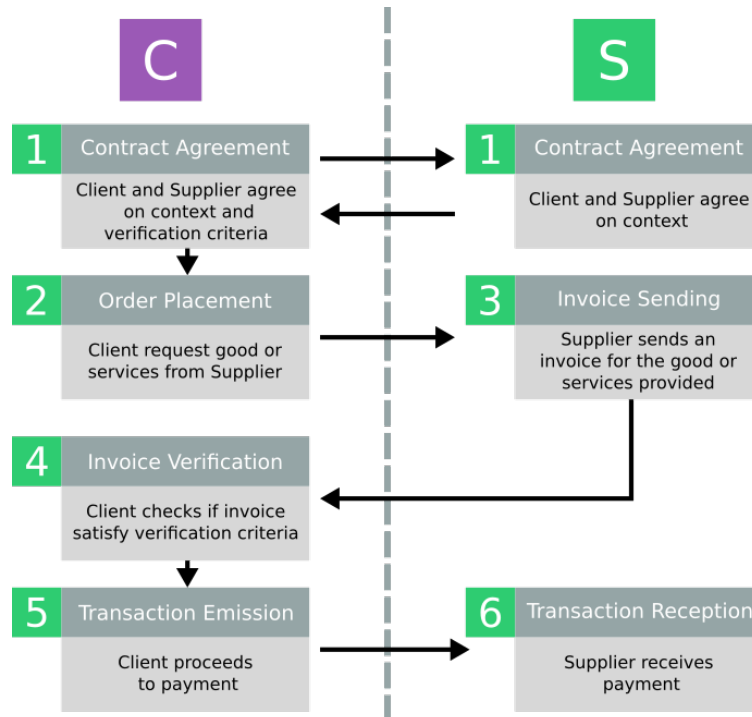 C
S
1
Contract Agreement
Client and Supplier agree
on context and
verification criteria
1
Contract Agreement
Client and Supplier agree
on context
2
Order Placement
Client request good or
services from Supplier
3
Invoice Sending
Supplier sends an
invoice for the good or
services provided
4
Invoice Verification
Client checks if invoice
satisfy verification criteria
5
Transaction Emission
Client proceeds
to payment
6
Transaction Reception
Supplier receives
payment